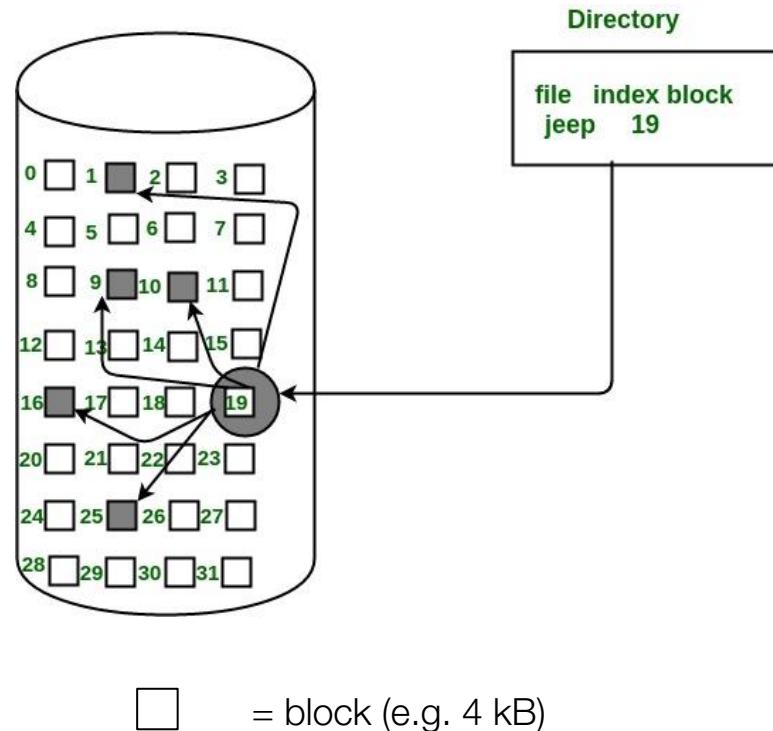 Directory
file index block
jeep 19
0 1 2 3
4 5 6 7
8 9 10 11
12 13 14 15
16 17 18 19
20 21 22 23
24 25 26 27
28 29 30 31
= block (e.g. 4 kB)